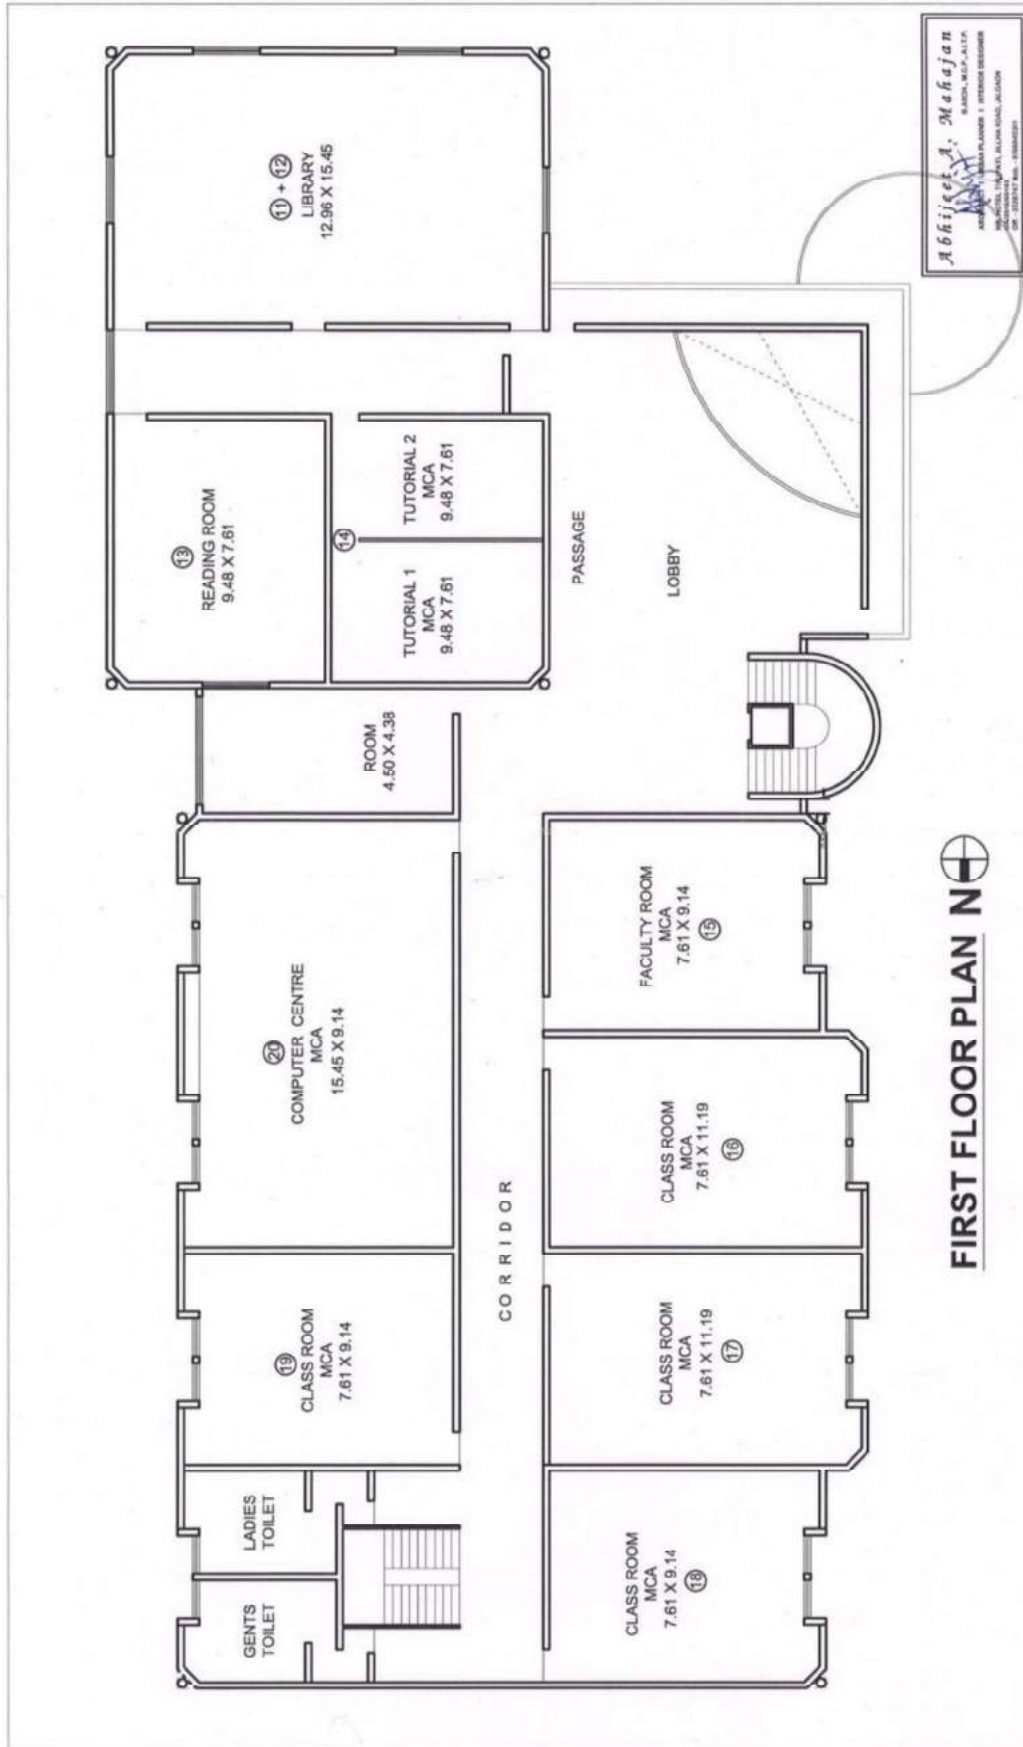 GENTS
TOILET
LADIES
TOILET
⑲
CLASS ROOM
MCA
7.61 X 9.14
⑳
COMPUTER CENTRE
MCA
15.45 X 9.14
ROOM
4.50 X 4.38
⑬
READING ROOM
9.48 X 7.61
⑪ + ⑫
LIBRARY
12.96 X 15.45
⑭
TUTORIAL 1
MCA
9.48 X 7.61
TUTORIAL 2
MCA
9.48 X 7.61
CORRIDOR
PASSAGE
LOBBY
CLASS ROOM
MCA
7.61 X 9.14
⑱
CLASS ROOM
MCA
7.61 X 11.19
⑰
CLASS ROOM
MCA
7.61 X 11.19
⑯
FACULTY ROOM
MCA
7.61 X 9.14
⑮
FIRST FLOOR PLAN N
Abhijeet A. Mahajan